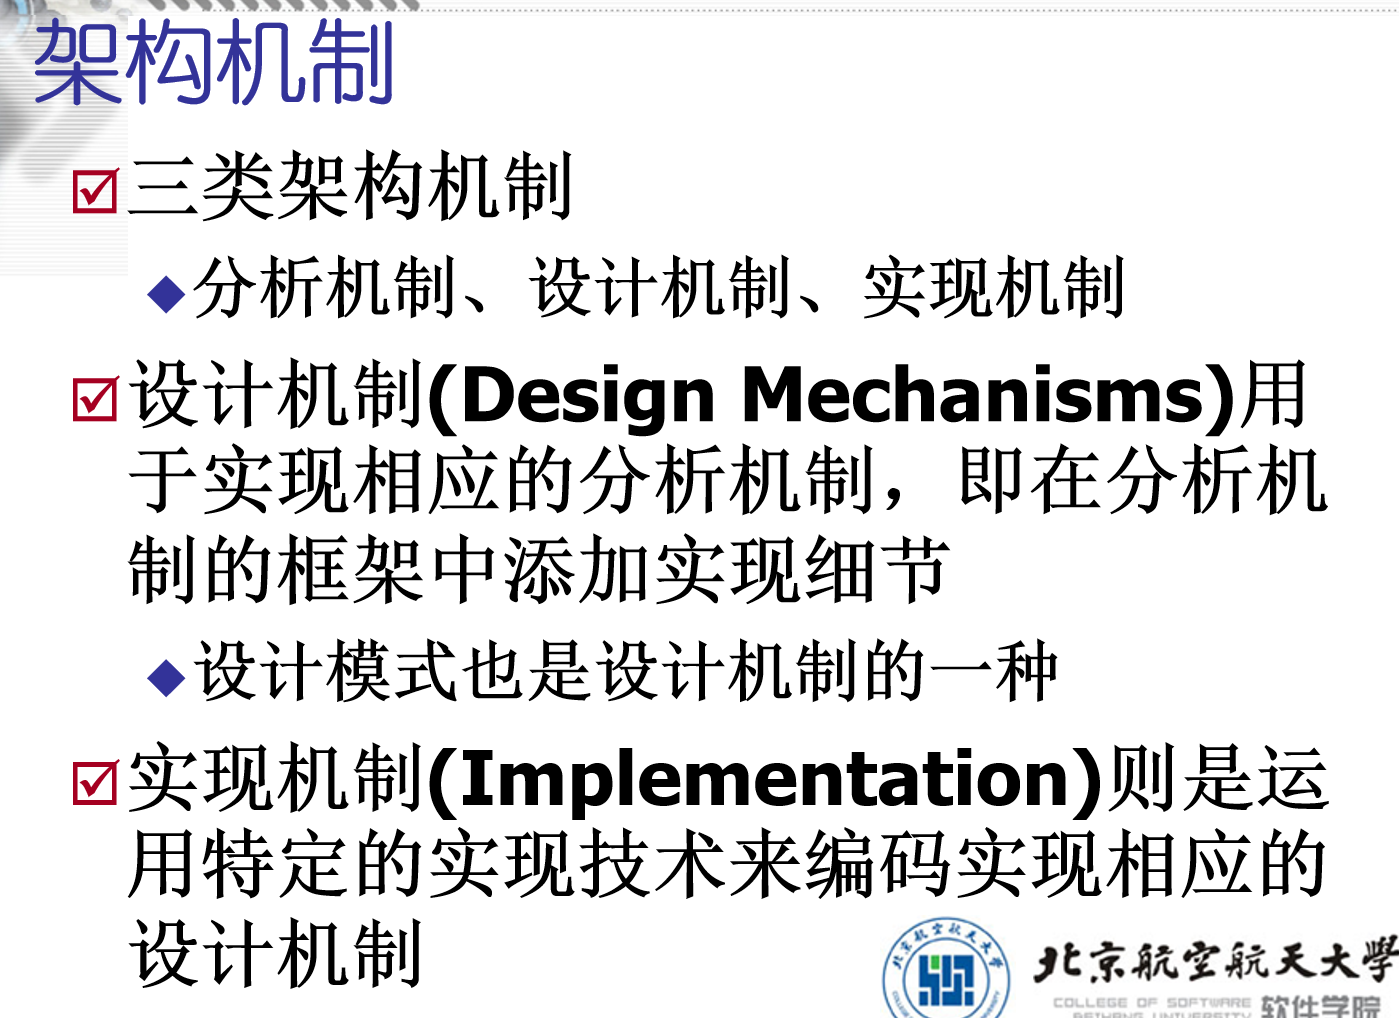 架构机制
三类架构机制
分析机制、设计机制、实现机制
设计机制(Design Mechanisms)用
于实现相应的分析机制，即在分析机
制的框架中添加实现细节
设计模式也是设计机制的一种
实现机制(Implementation)则是运
用特定的实现技术来编码实现相应的
设计机制
北京航空航天大學
COLLEGE OF SOFTWARE
BEIHANG UNIVERSITY
软件学院